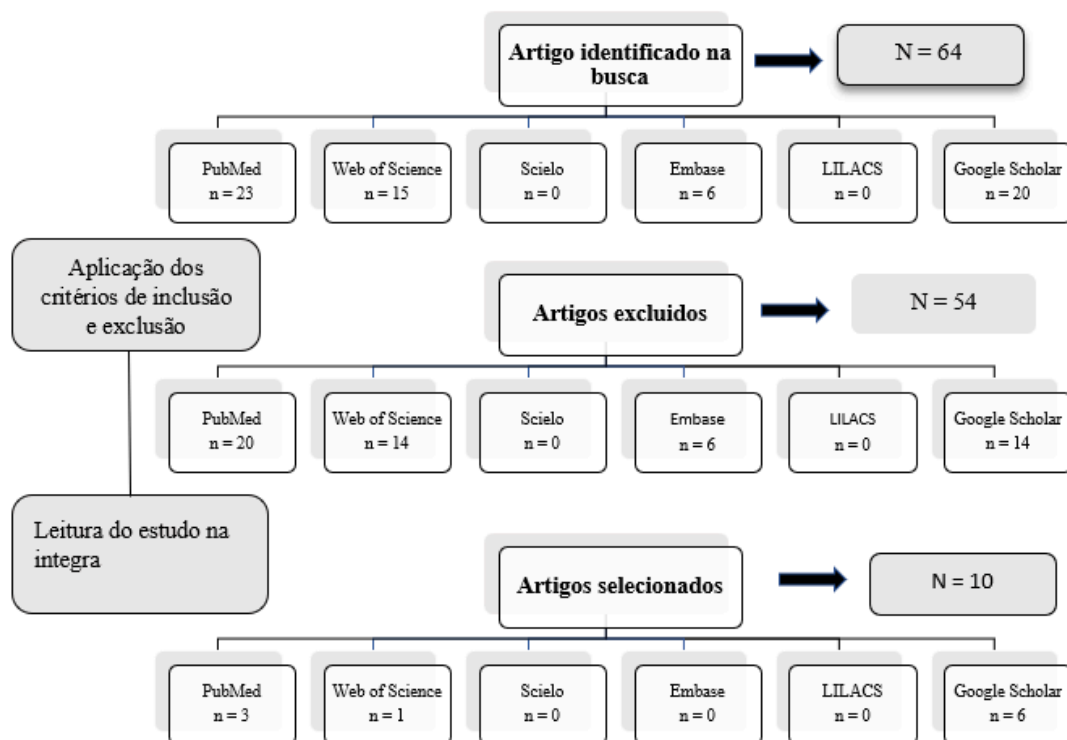 Artigo identificado na
busca
N = 64
PubMed
n = 23
Web of Science
n = 15
Scielo
n = 0
Embase
n = 6
LILACS
n = 0
Google Scholar
n = 20
Aplicação dos
critérios de inclusão
e exclusão
Artigos excluidos
N = 54
PubMed
n = 20
Web of Science
n = 14
Scielo
n = 0
Embase
n = 6
LILACS
n = 0
Google Scholar
n = 14
Leitura do estudo na
integra
Artigos selecionados
N = 10
PubMed
n = 3
Web of Science
n = 1
Scielo
n = 0
Embase
n = 0
LILACS
n = 0
Google Scholar
n = 6